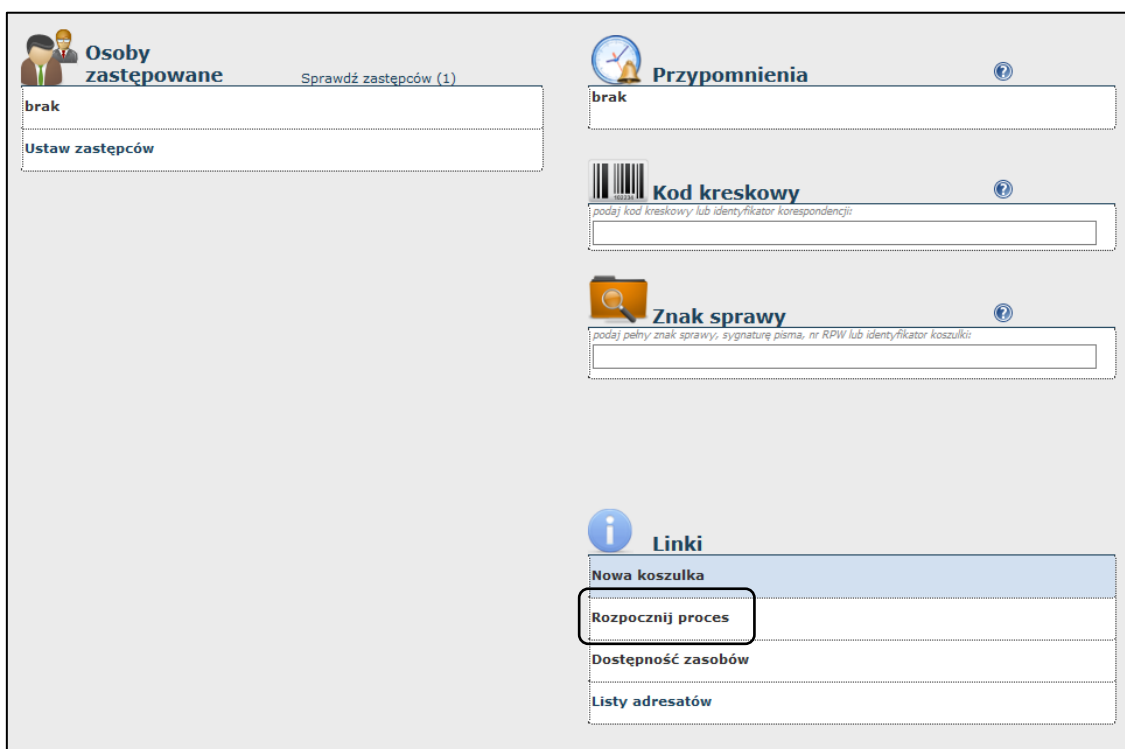 Osoby
zastępowane
Sprawdź zastępców (1)
brak
Ustaw zastępców
Przypomnienia
brak
Kod kreskowy
podaj kod kreskowy lub identyfikator korespondencji:
Znak sprawy
podaj pełny znak sprawy, sygnaturę pisma, nr RPW lub identyfikator koszulki:
Linki
Nowa koszulka
Rozpocznij proces
Dostępność zasobów
Listy adresatów